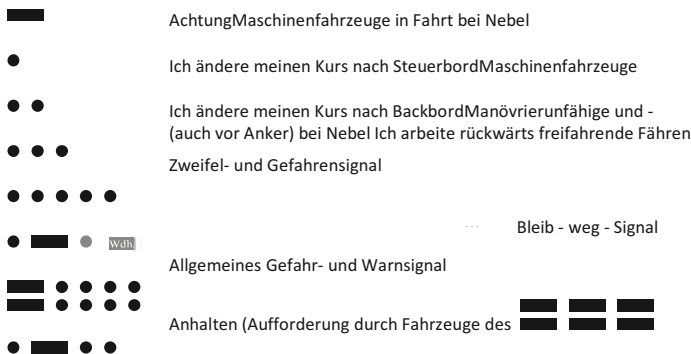 AchtungMaschinenfahrzeuge in Fahrt bei Nebel
Ich ändere meinen Kurs nach SteuerbordMaschinenfahrzeuge
Ich ändere meinen Kurs nach BackbordManövrierunfähige und -
(auch vor Anker) bei Nebel Ich arbeite rückwärts freifahrende Fähren
Zweifel- und Gefahrensignal
Bleib - weg - Signal
Wdh.
Allgemeines Gefahr- und Warnsignal
Anhalten (Aufforderung durch Fahrzeuge des